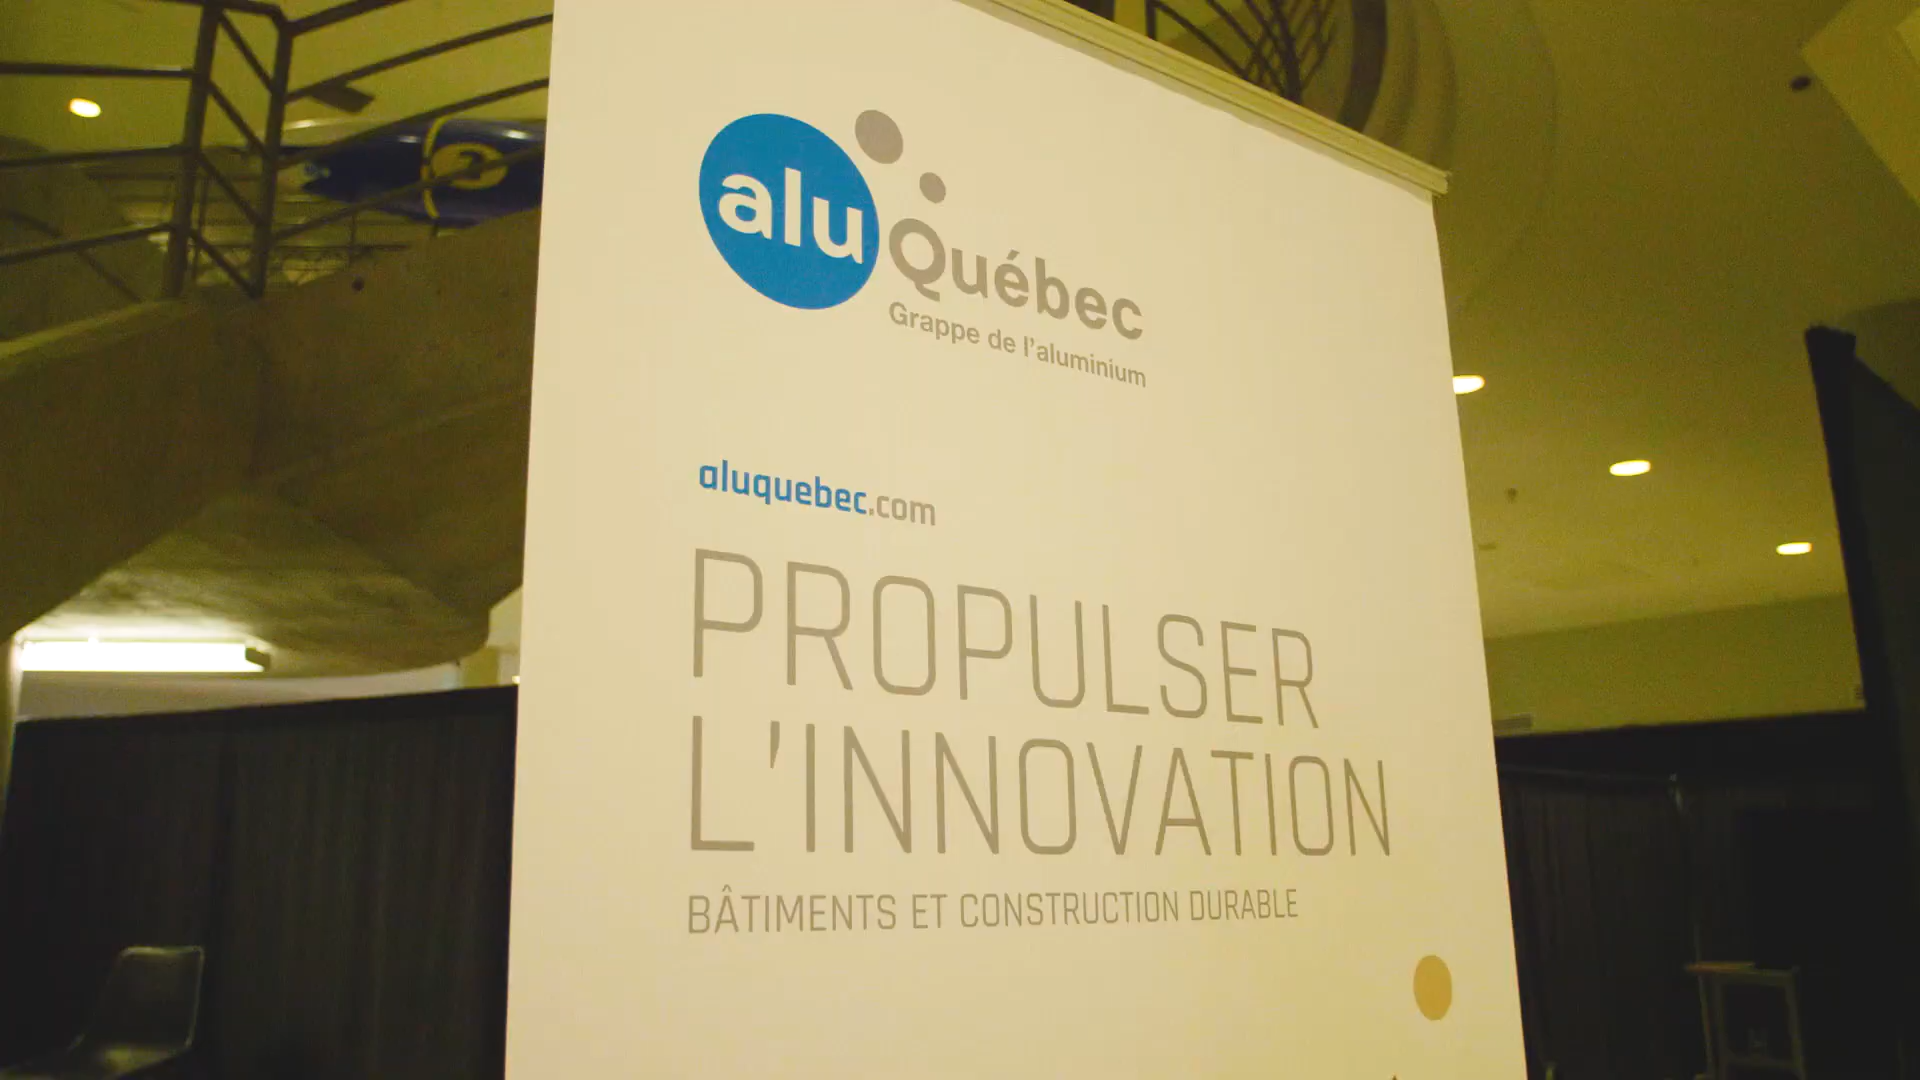 alu Québec
Grappe de l'aluminium
aluquebec.com
PROPULSER
L'INNOVATION
BÂTIMENTS ET CONSTRUCTION DURABLE